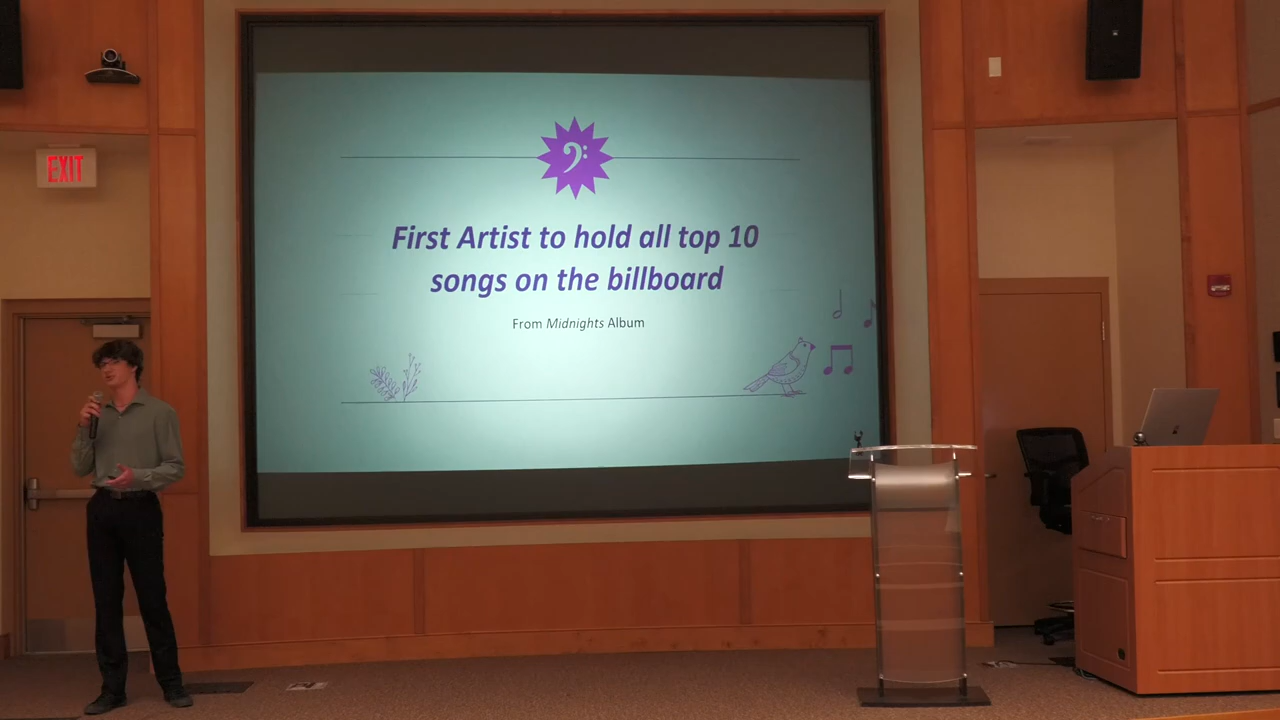 EXIT
First Artist to hold all top 10
songs on the billboard
From Midnights Album